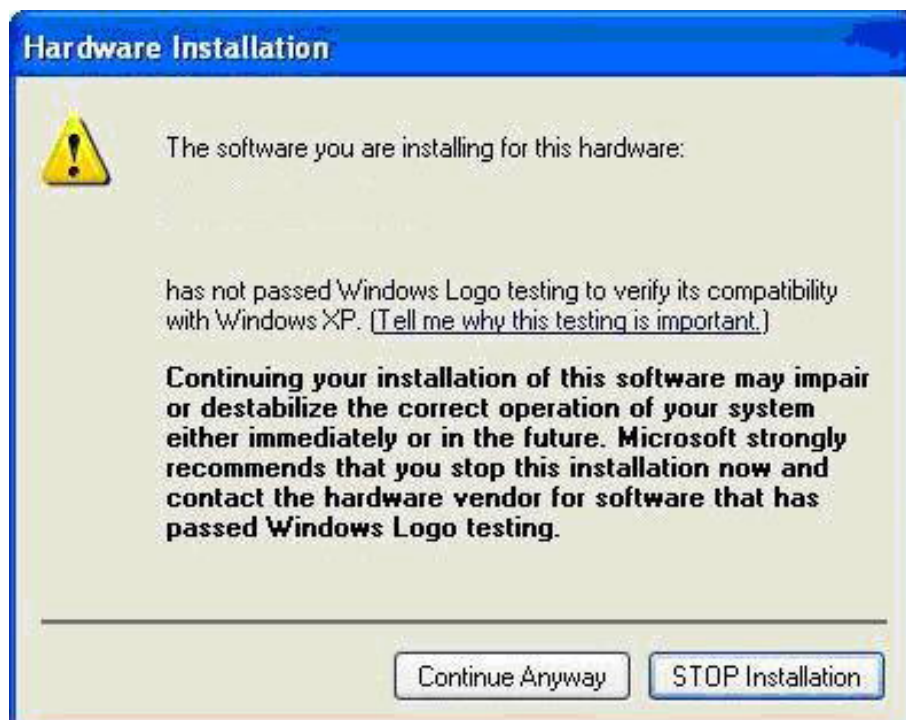 Hardware Installation
The software you are installing for this hardware:
has not passed Windows Logo testing to verify its compatibility
with Windows XP. (Tell me why this testing is important.)
Continuing your installation of this software may impair
or destabilize the correct operation of your system
either immediately or in the future. Microsoft strongly
recommends that you stop this installation now and
contact the hardware vendor for software that has
passed Windows Logo testing.
Continue Anyway STOP Installation